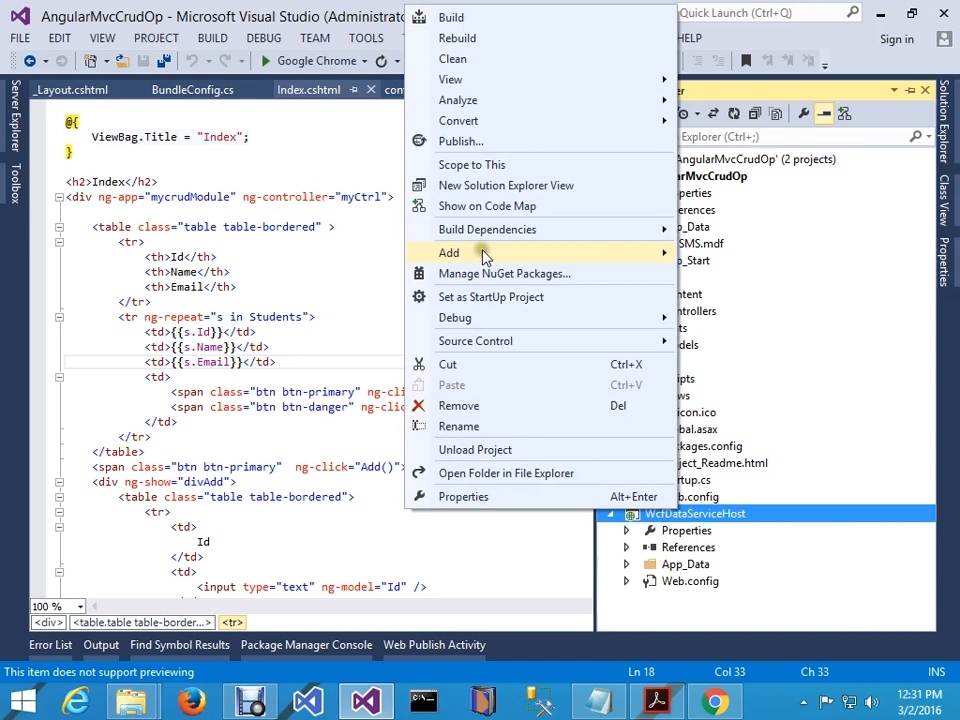 AngularMvcCrudOp - Microsoft Visual Studio (Administrato
Quick Launch (Ctrl+Q)
FILE EDIT VIEW PROJECT BUILD DEBUG TEAM TOOLS
HELP
Sign in
Google Chrome
_Layout.cshtml BundleConfig.cs Index.cshtml
Server Explorer
Toolbox
@{
ViewBag.Title = "Index";
}
<h2>Index</h2>
<div ng-app="mycrudModule" ng-controller="myCtrl">
<table class="table table-bordered" >
<tr>
<th>Id</th>
<th>Name</th>
<th>Email</th>
</tr>
<tr ng-repeat="s in Students">
<td>{{s.Id}}</td>
<td>{{s.Name}}</td>
<td>{{s.Email}}</td>
<td>
<span class="btn btn-primary" ng-clic
<span class="btn btn-danger" ng-clic
</td>
</tr>
</table>
<span class="btn btn-primary" ng-click="Add()"
<div ng-show="divAdd">
<table class="table table-bordered">
<tr>
<td>
Id
</td>
<td>
<input type="text" ng-model="Id" />
100 %
<div> <table.table table-border...> <tr>
Build
Rebuild
Clean
View
Analyze
Convert
Publish...
Scope to This
New Solution Explorer View
Show on Code Map
Build Dependencies
Add
Manage NuGet Packages...
Set as StartUp Project
Debug
Source Control
Cut Ctrl+X
Paste Ctrl+V
Remove Del
Rename
Unload Project
Open Folder in File Explorer
Properties Alt+Enter
rer
Explorer (Ctrl+;)
AngularMvcCrudOp' (2 projects)
arMvcCrudOp
perties
erences
p_Data
SMS.mdf
p_Start
ntent
ntrollers
ipts
ws
icon.ico
bal.asax
kages.config
ject_Readme.html
rtup.cs
b.config
WcfDataServiceHost
Properties
References
App_Data
Web.config
Solution Explorer
Class View
Properties
Error List Output Find Symbol Results Package Manager Console Web Publish Activity
This item does not support previewing
Ln 18 Col 33 Ch 33 INS
12:31 PM
3/2/2016